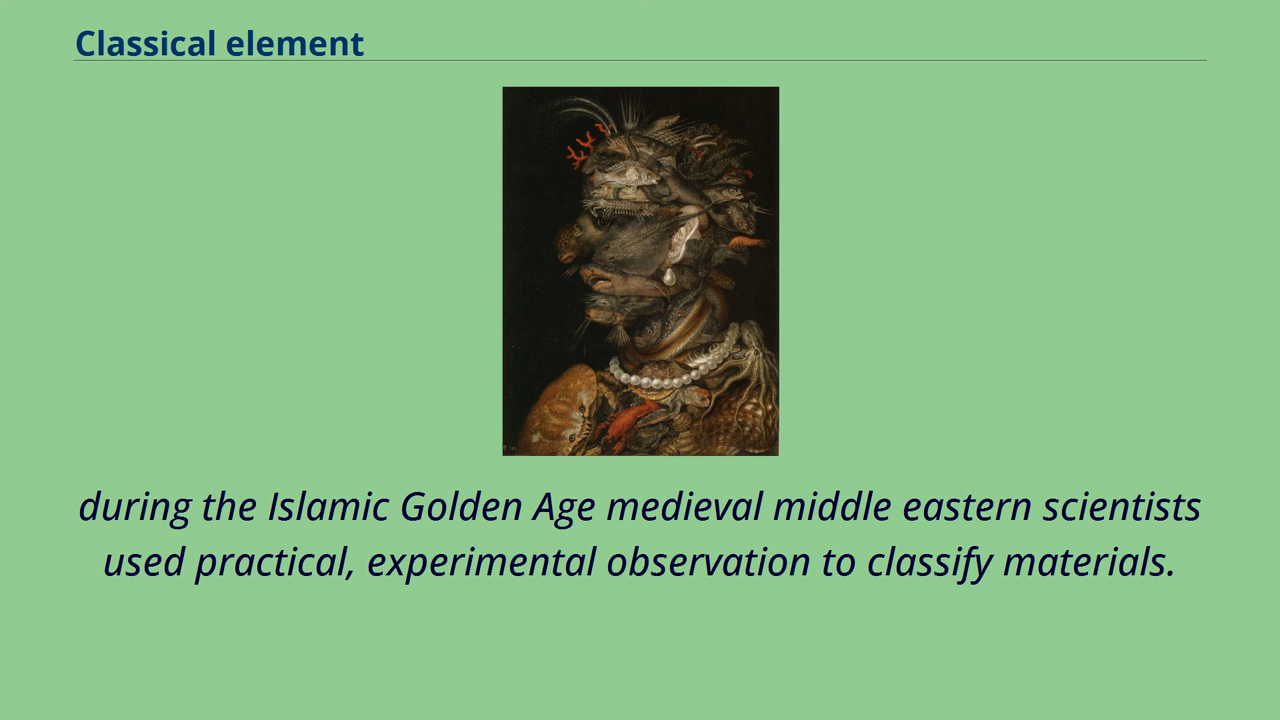 Classical element
during the Islamic Golden Age medieval middle eastern scientists
used practical, experimental observation to classify materials.